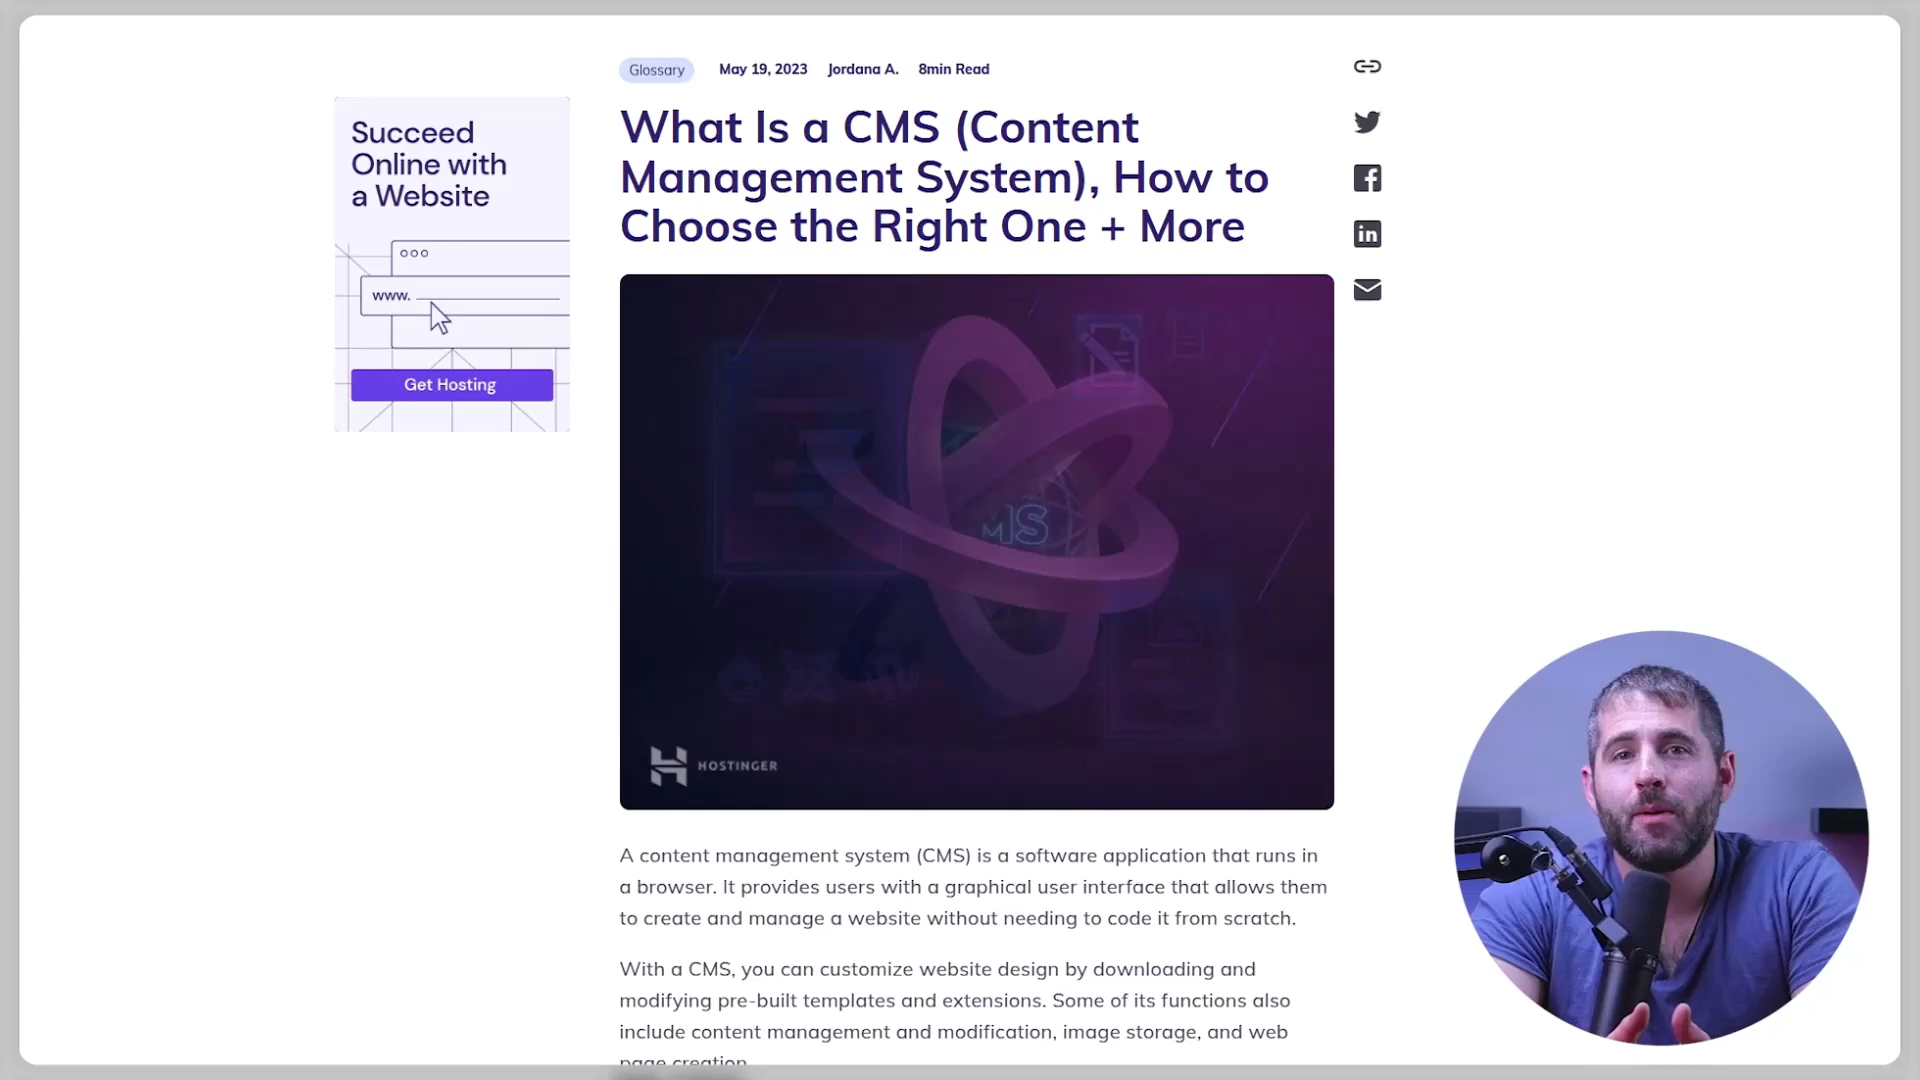 Glossary May 19, 2023 Jordana A. 8min Read
What Is a CMS (Content
Management System), How to
Choose the Right One + More
Succeed
Online with
a Website
www.
Get Hosting
MS
HOSTINGER
A content management system (CMS) is a software application that runs in
a browser. It provides users with a graphical user interface that allows them
to create and manage a website without needing to code it from scratch.
With a CMS, you can customize website design by downloading and
modifying pre-built templates and extensions. Some of its functions also
include content management and modification, image storage, and web
page creation.